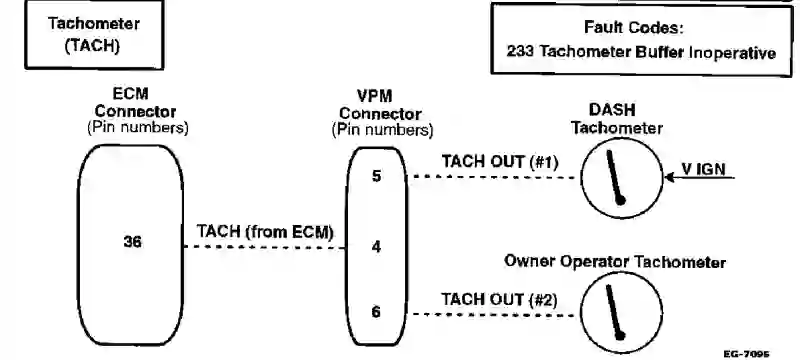 Tachometer
(TACH)
Fault Codes:
233 Tachometer Buffer Inoperative
ECM
Connector
(Pin numbers)
VPM
Connector
(Pin numbers)
DASH
Tachometer
5
TACH OUT (#1)
V IGN
36
TACH (from ECM)
4
Owner Operator Tachometer
6
TACH OUT (#2)
EG-7095